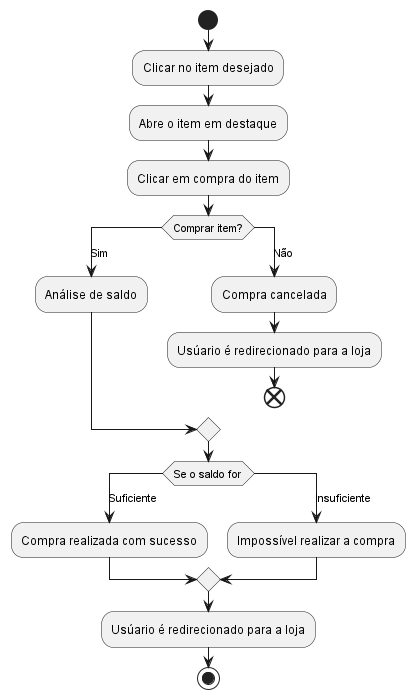 Clicar no item desejado
Abre o item em destaque
Clicar em compra do item
Comprar item?
Sim
Não
Análise de saldo
Compra cancelada
Usúario é redirecionado para a loja
Se o saldo for
Suficiente
nsuficiente
Compra realizada com sucesso
Impossível realizar a compra
Usúario é redirecionado para a loja